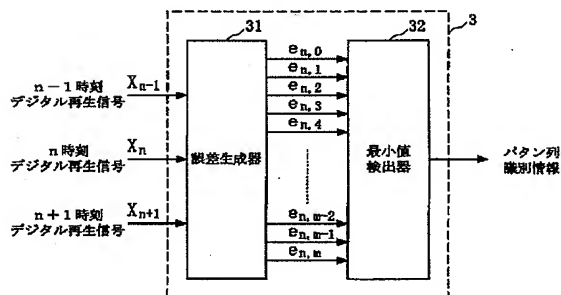 31
32
3
n-1時刻
デジタル再生信号
Xn-1
n時刻
デジタル再生信号
Xn
n+1時刻
デジタル再生信号
Xn+1
誤差生成器
en,0
en,1
en,2
en,3
en,4
en,m-2
en,m-1
en,m
最小値
検出器
パタン列
識別情報